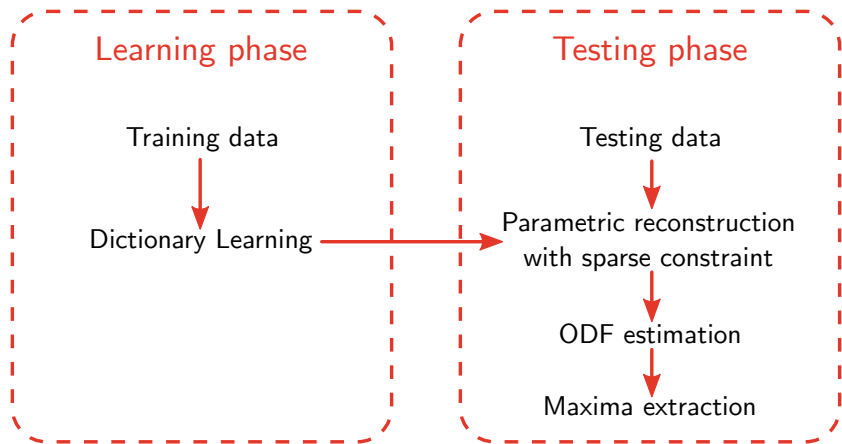 Learning phase
Training data
Dictionary Learning
Testing phase
Testing data
Parametric reconstruction
with sparse constraint
ODF estimation
Maxima extraction